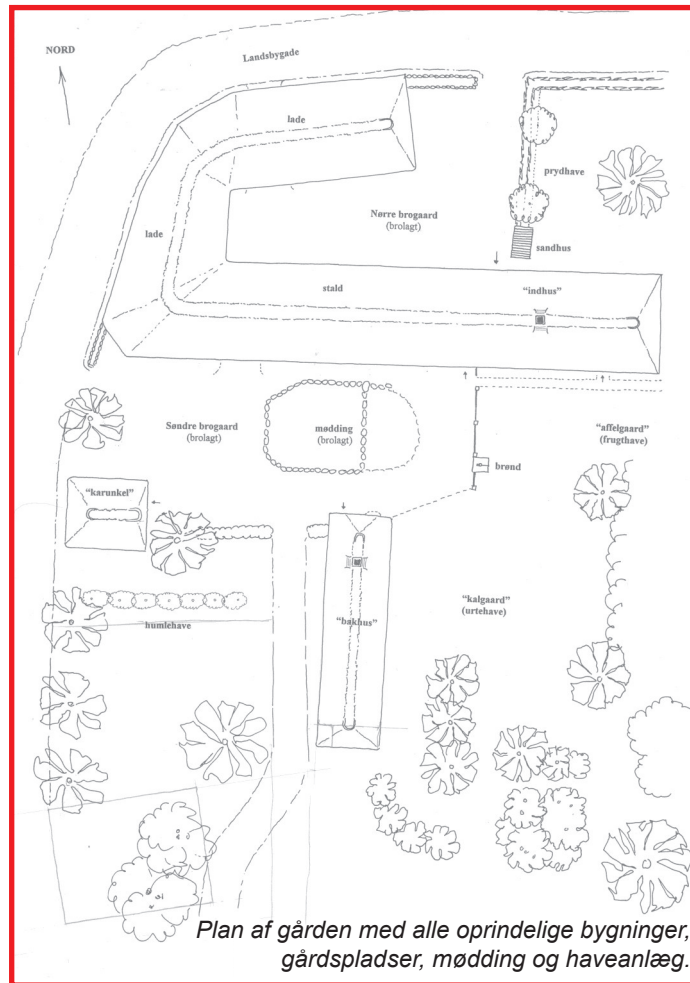 NORD
Landsbygade
lade
prydhave
lade
Nørre brogaard
(brolagt)
sandhus
stald
"indhus"
Søndre brogaard
(brolagt)
mødding
(brolagt)
"affelgaard"
(frugthave)
brønd
"karunkel"
"kalgaard"
(urtehave)
humlehave
"bakhus"
Plan af gården med alle oprindelige bygninger,
gårdspladser, mødding og haveanlæg.